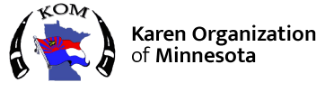 KOM
Karen Organization
of Minnesota